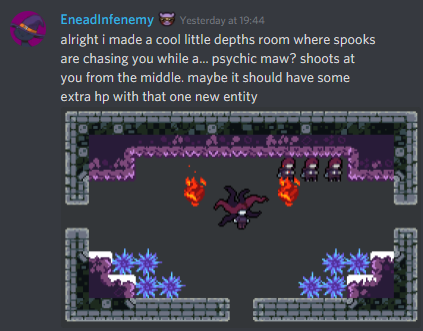 EneadInfenemy Yesterday at 19:44
alright i made a cool little depths room where spooks
are chasing you while a... psychic maw? shoots at
you from the middle. maybe it should have some
extra hp with that one new entity